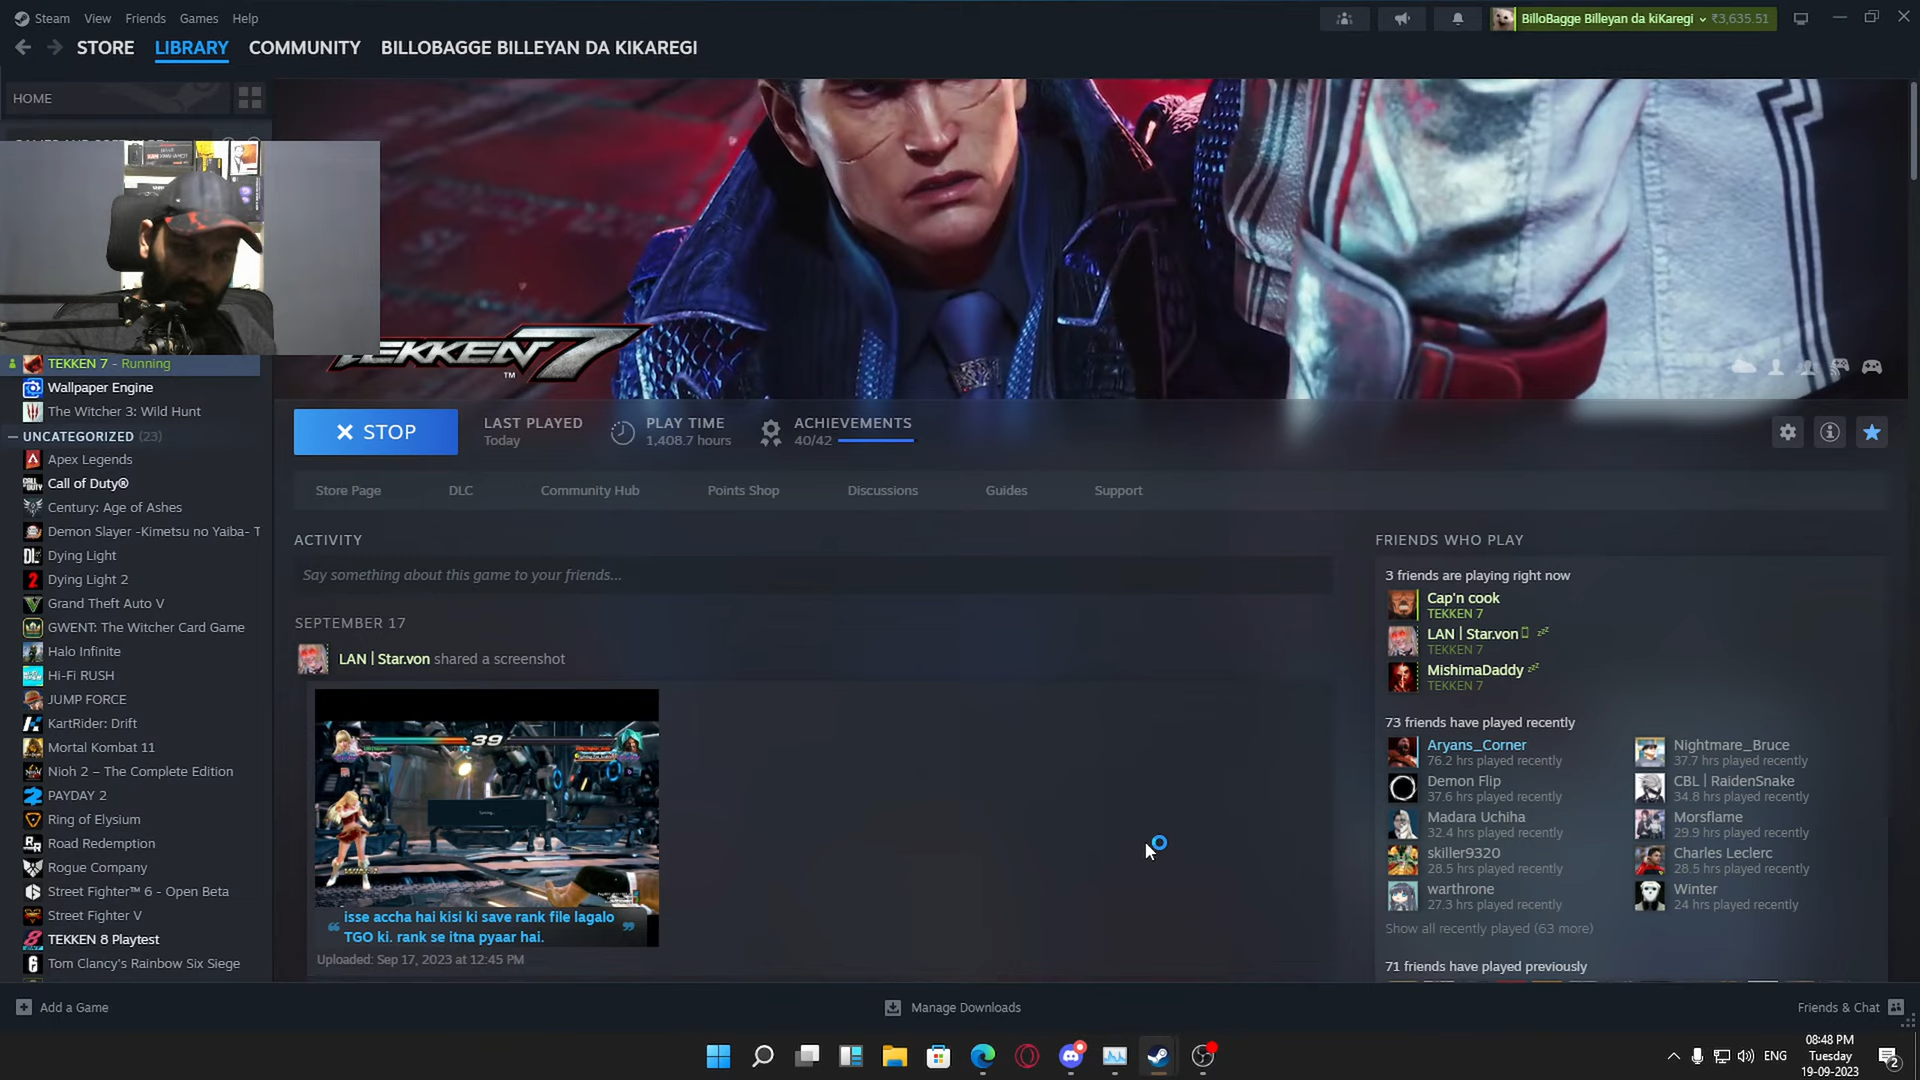 Steam View Friends Games Help
BilloBagge Billeyan da kiKaregi ₹3,635.51
STORE LIBRARY COMMUNITY BILLOBAGGE BILLEYAN DA KIKAREGI
HOME
TEKKEN 7
TM
TEKKEN 7 - Running
Wallpaper Engine
The Witcher 3: Wild Hunt
UNCATEGORIZED (23)
Apex Legends
Call of Duty®
Century: Age of Ashes
Demon Slayer -Kimetsu no Yaiba- T
Dying Light
Dying Light 2
Grand Theft Auto V
GWENT: The Witcher Card Game
Halo Infinite
Hi-Fi RUSH
JUMP FORCE
KartRider: Drift
Mortal Kombat 11
Nioh 2 – The Complete Edition
PAYDAY 2
Ring of Elysium
Road Redemption
Rogue Company
Street Fighter™ 6 - Open Beta
Street Fighter V
TEKKEN 8 Playtest
Tom Clancy's Rainbow Six Siege
STOP
LAST PLAYED
Today
PLAY TIME
1,408.7 hours
ACHIEVEMENTS
40/42
Store Page DLC Community Hub Points Shop Discussions Guides Support
ACTIVITY
Say something about this game to your friends...
SEPTEMBER 17
LAN | Star.von shared a screenshot
39
“ isse accha hai kisi ki save rank file lagalo
TGO ki. rank se itna pyaar hai. ”
Uploaded: Sep 17, 2023 at 12:45 PM
FRIENDS WHO PLAY
3 friends are playing right now
Cap'n cook
TEKKEN 7
LAN | Star.von zzz
TEKKEN 7
MishimaDaddy zzz
TEKKEN 7
73 friends have played recently
Aryans_Corner
76.2 hrs played recently
Nightmare_Bruce
37.7 hrs played recently
Demon Flip
37.6 hrs played recently
CBL | RaidenSnake
34.8 hrs played recently
Madara Uchiha
32.4 hrs played recently
Morsflame
29.9 hrs played recently
skiller9320
28.5 hrs played recently
Charles Leclerc
28.5 hrs played recently
warthrone
27.3 hrs played recently
Winter
24 hrs played recently
Show all recently played (63 more)
71 friends have played previously
Add a Game
Manage Downloads
Friends & Chat
ENG
08:48 PM
Tuesday
19-09-2023
2